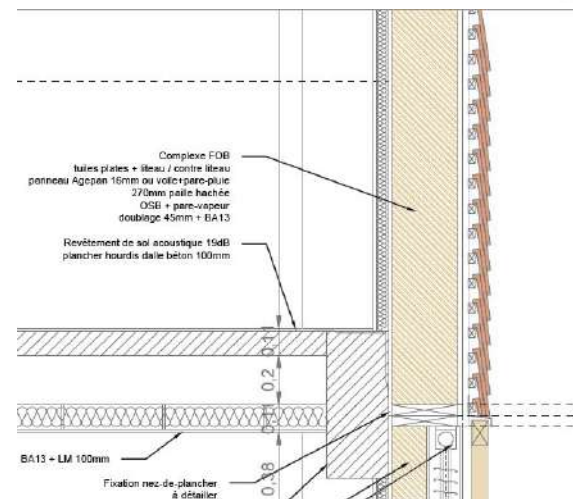 Complexe FOB
tuiles plates + liteau / contre liteau
panneau Agepan 16mm ou voile+pare-pluie
270mm paille hachée
OSB + pare-vapeur
doublage 45mm + BA13
Revêtement de sol acoustique 19dB
plancher hourdis dalle béton 100mm
0.2
BA13 + LM 100mm
Fixation nez-de-plancher
à détailler